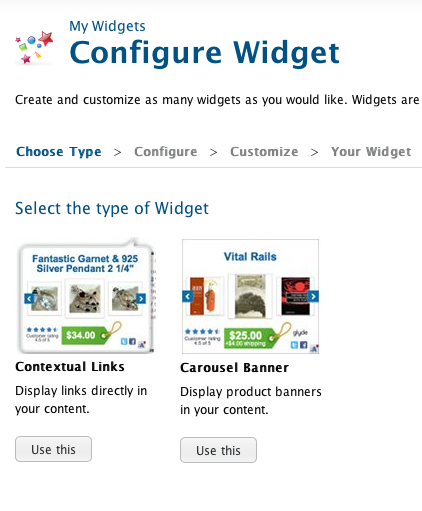 My Widgets
Configure Widget
Create and customize as many widgets as you would like. Widgets are
Choose Type > Configure > Customize > Your Widget
Select the type of Widget
Fantastic Garnet & 925
Silver Pendant 2 1/4"
$34.00
Customer rating
4.5 of 5
Contextual Links
Display links directly in
your content.
Use this
Vital Rails
$25.00
+$4.00 shipping
Customer rating
4.5 of 5
glyde
Carousel Banner
Display product banners
in your content.
Use this